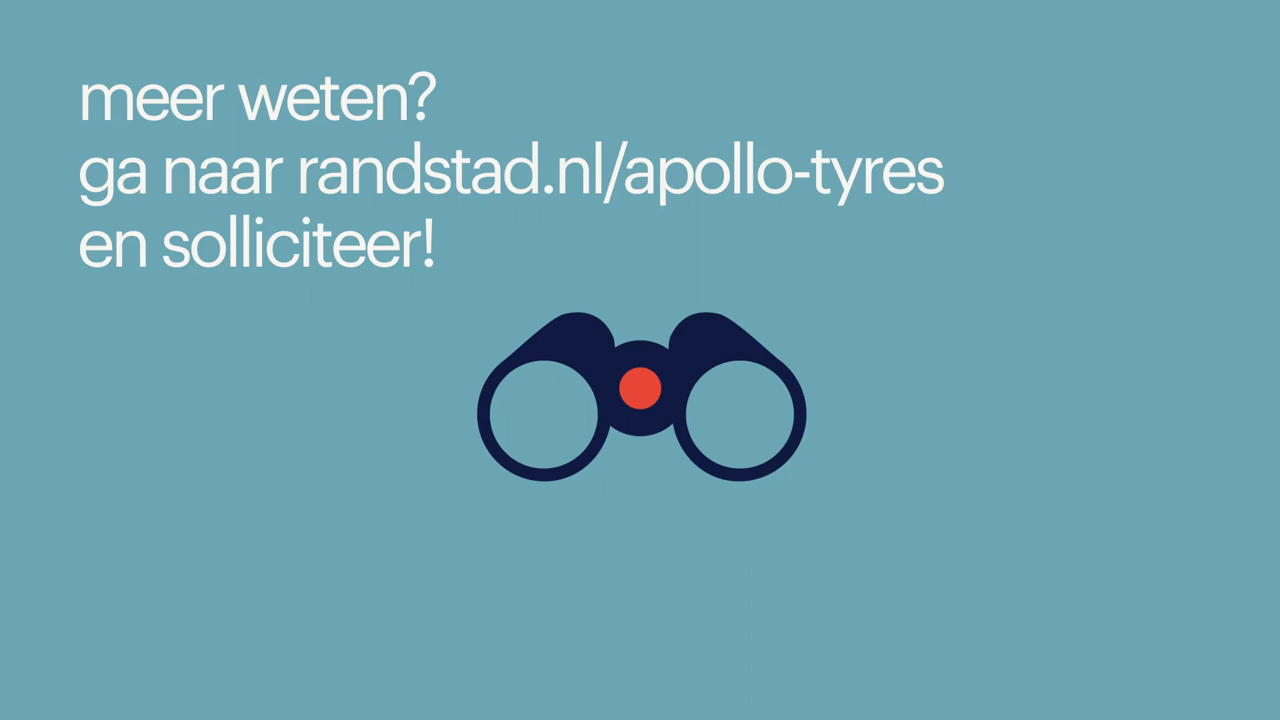 meer weten?
ga naar randstad.nl/apollo-tyres
en solliciteer!